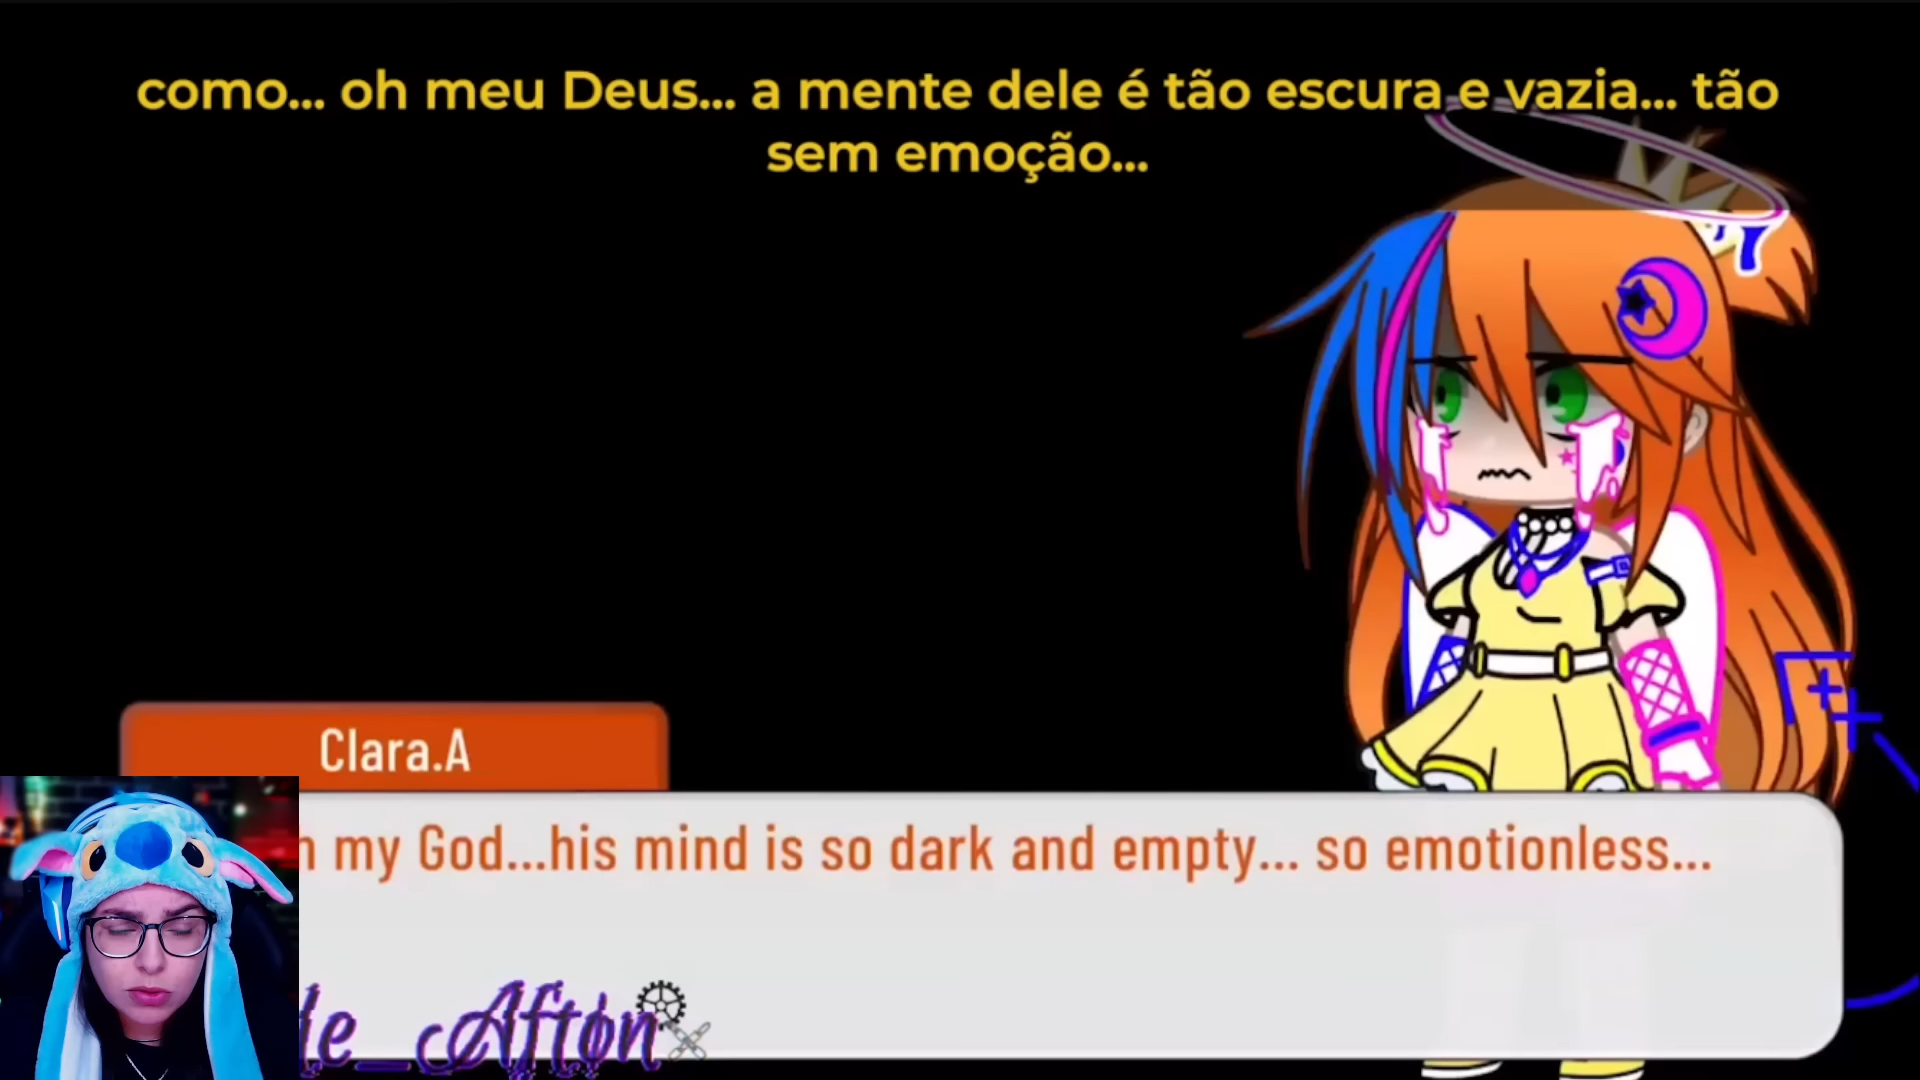 como... oh meu Deus... a mente dele é tão escura e vazia... tão
sem emoção...
Clara.A
my God...his mind is so dark and empty... so emotionless...
Afton